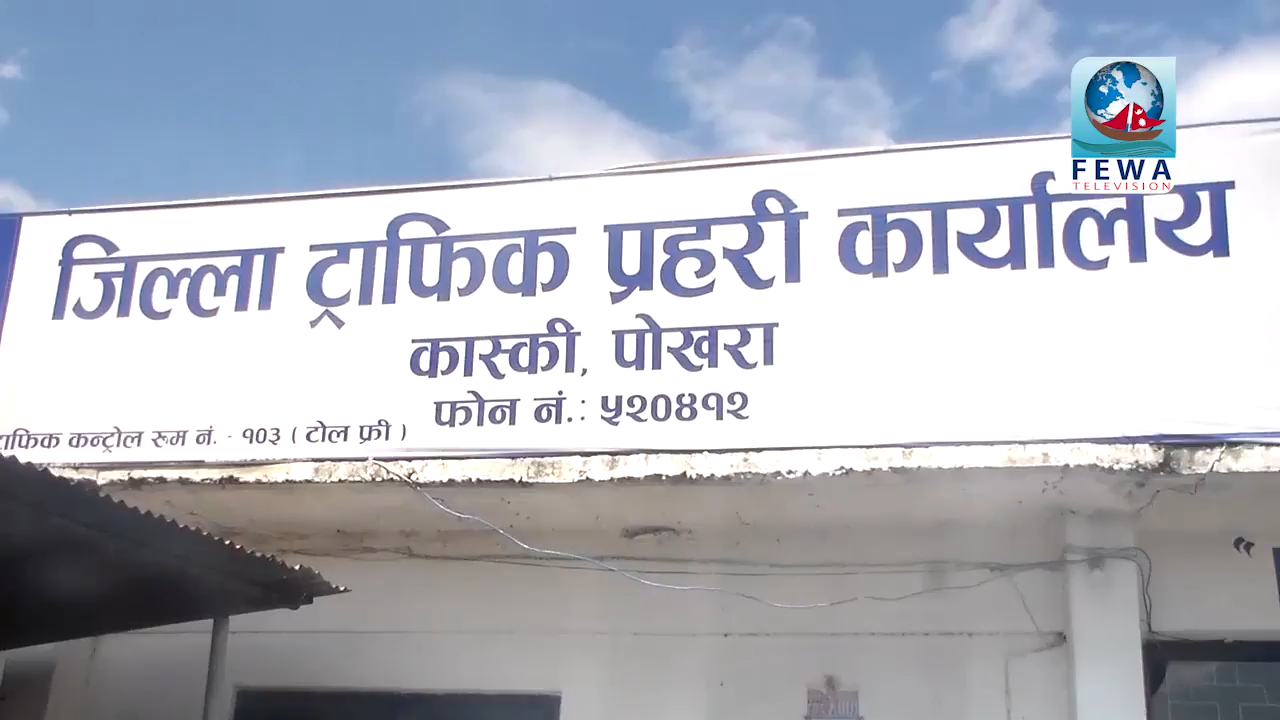 FEWA
TELEVISION
जिल्ला ट्राफिक प्रहरी कार्यालय
कास्की, पोखरा
फोन नं.: ५२०४१२
कन्ट्रोल रूम नं. - १०३ ( टोल फ्री )